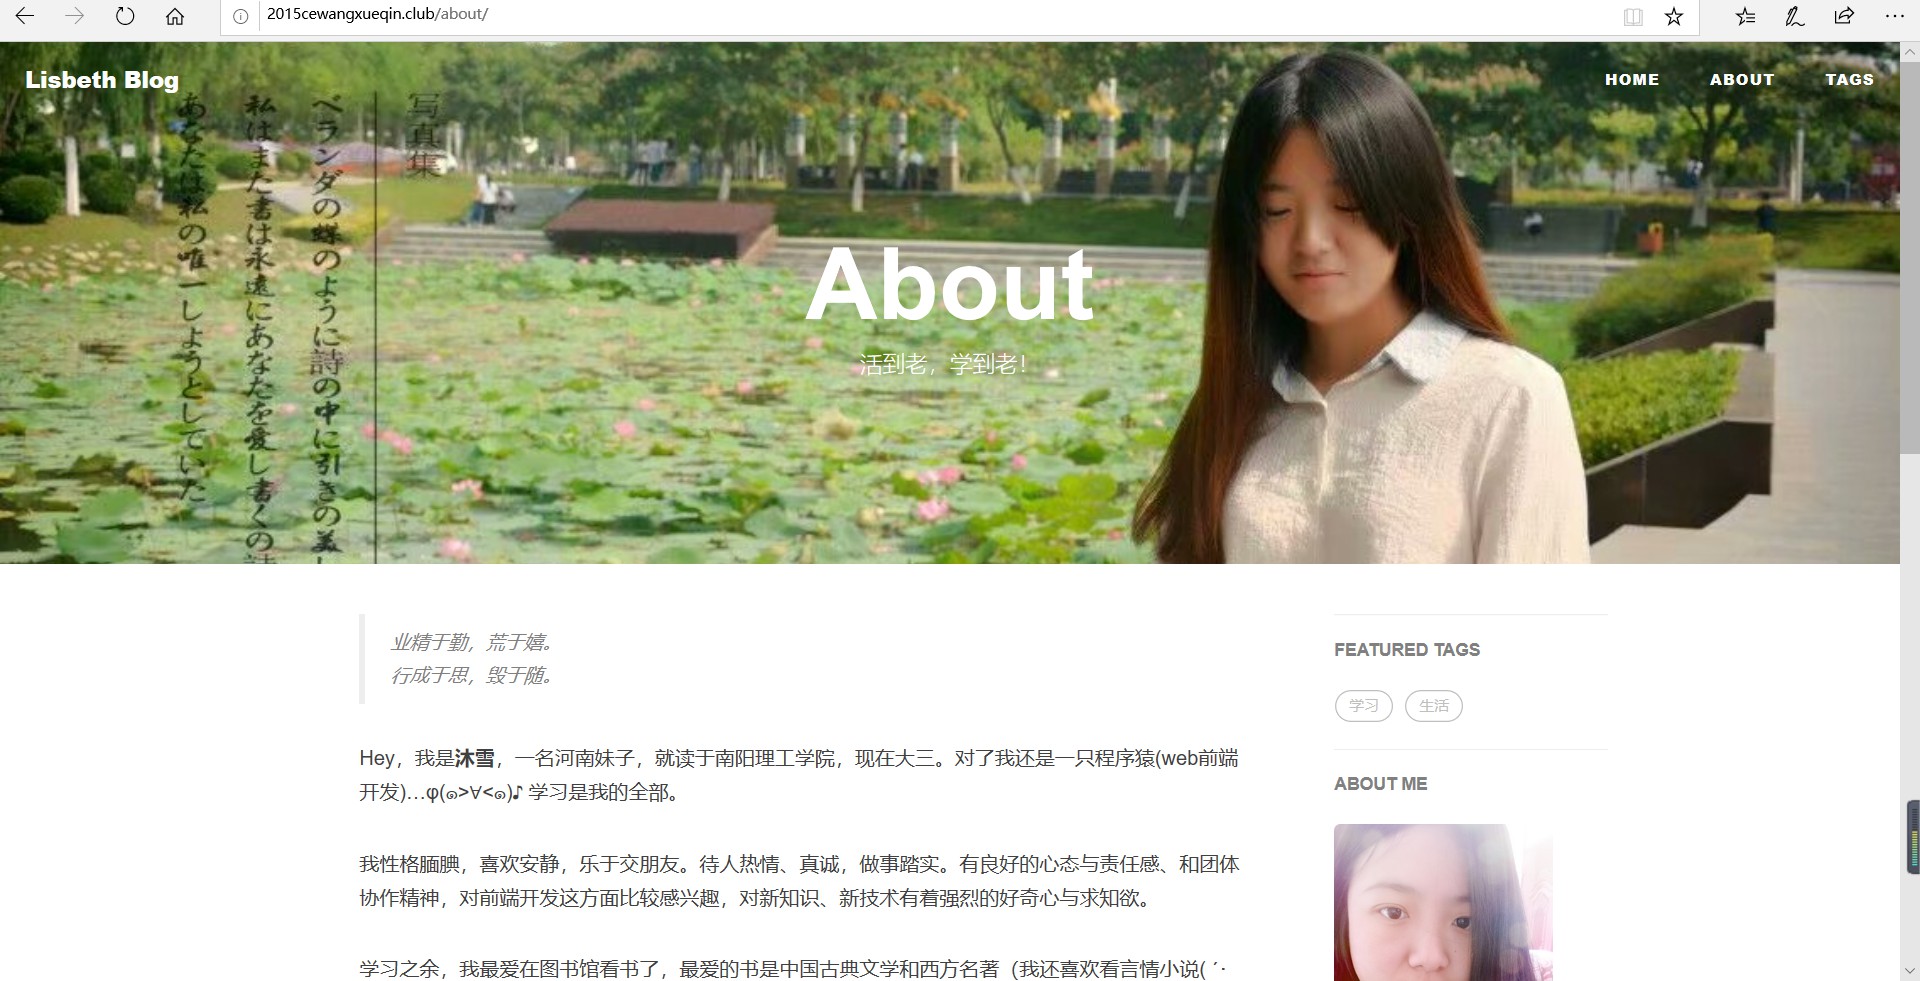 2015cewangxueqin.club/about/
Lisbeth Blog
HOME ABOUT TAGS
写真集
ベランダの蝶のように詩の中に引きの美し
私はまた書は永遠にあなたを愛し書くの詩
あなたは私の唯一しようとしていた
About
活到老，学到老！
业精于勤，荒于嬉。
行成于思，毁于随。
Hey，我是沐雪，一名河南妹子，就读于南阳理工学院，现在大三。对了我还是一只程序猿(web前端
开发)…φ(๑>∀<๑)♪ 学习是我的全部。
我性格腼腆，喜欢安静，乐于交朋友。待人热情、真诚，做事踏实。有良好的心态与责任感、和团体
协作精神，对前端开发这方面比较感兴趣，对新知识、新技术有着强烈的好奇心与求知欲。
学习之余，我最爱在图书馆看书了，最爱的书是中国古典文学和西方名著（我还喜欢看言情小说( ´･
FEATURED TAGS
学习 生活
ABOUT ME